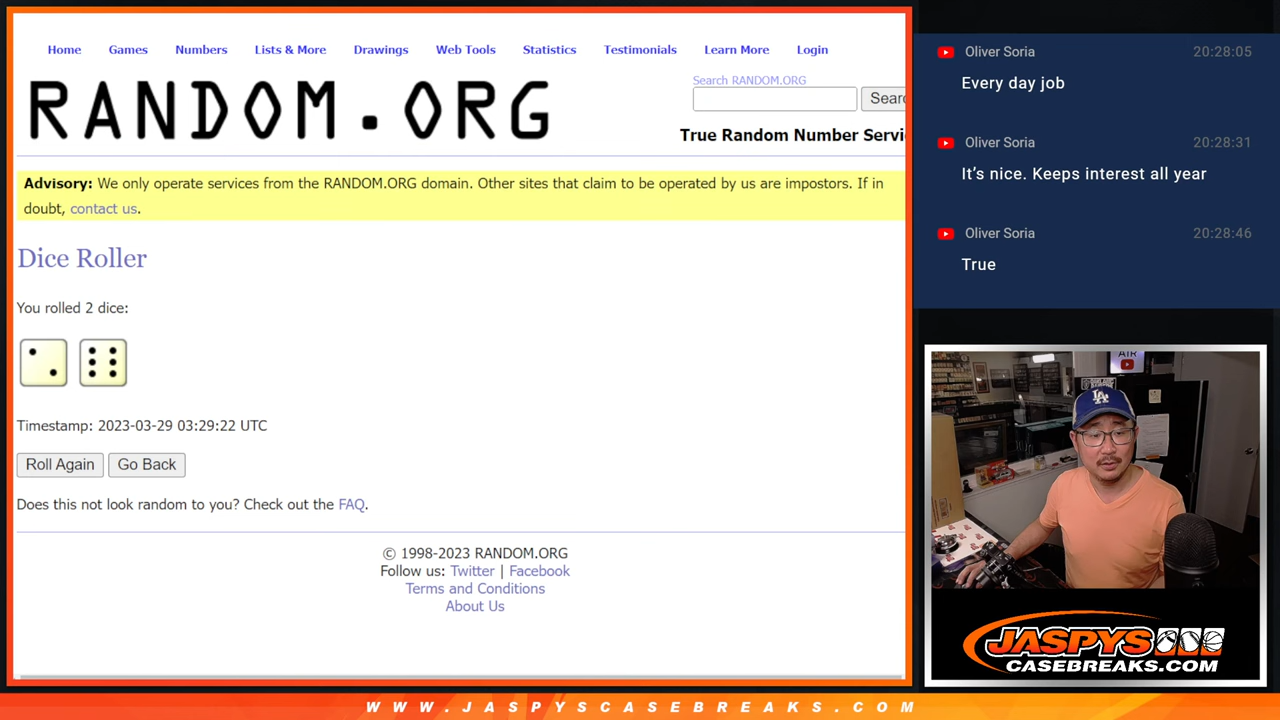 Home Games Numbers Lists & More Drawings Web Tools Statistics Testimonials Learn More Login
RANDOM.ORG
Search RANDOM.ORG
Searc
True Random Number Servi
Advisory: We only operate services from the RANDOM.ORG domain. Other sites that claim to be operated by us are impostors. If in
doubt, contact us.
Dice Roller
You rolled 2 dice:
Timestamp: 2023-03-29 03:29:22 UTC
Roll Again Go Back
Does this not look random to you? Check out the FAQ.
© 1998-2023 RANDOM.ORG
Follow us: Twitter | Facebook
Terms and Conditions
About Us
Oliver Soria 20:28:05
Every day job
Oliver Soria 20:28:31
It's nice. Keeps interest all year
Oliver Soria 20:28:46
True
AIR
LA
JASPYS
CASEBREAKS.COM
WWW.JASPYSCASEBREAKS.COM